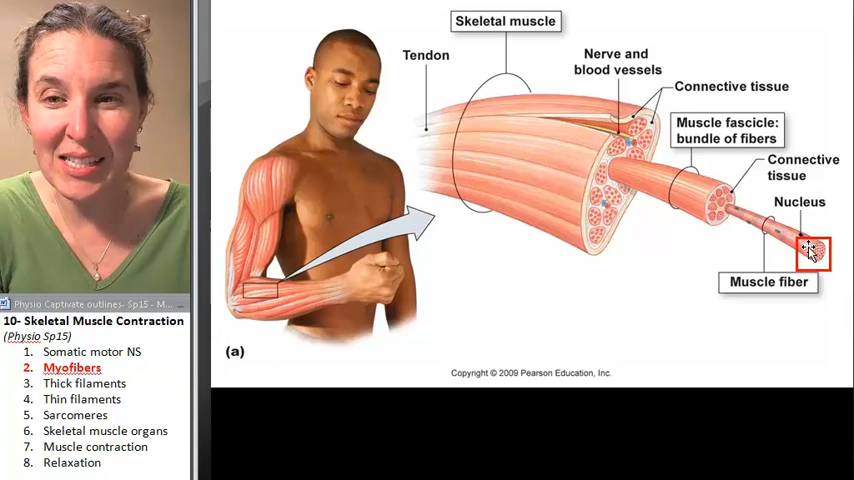 Skeletal muscle
Tendon
Nerve and
blood vessels
Connective tissue
Muscle fascicle:
bundle of fibers
Connective
tissue
Nucleus
Muscle fiber
(a)
Copyright © 2009 Pearson Education, Inc.
Physio Captivate outlines- Sp15 - M...
10- Skeletal Muscle Contraction
(Physio Sp15)
1. Somatic motor NS
2. Myofibers
3. Thick filaments
4. Thin filaments
5. Sarcomeres
6. Skeletal muscle organs
7. Muscle contraction
8. Relaxation